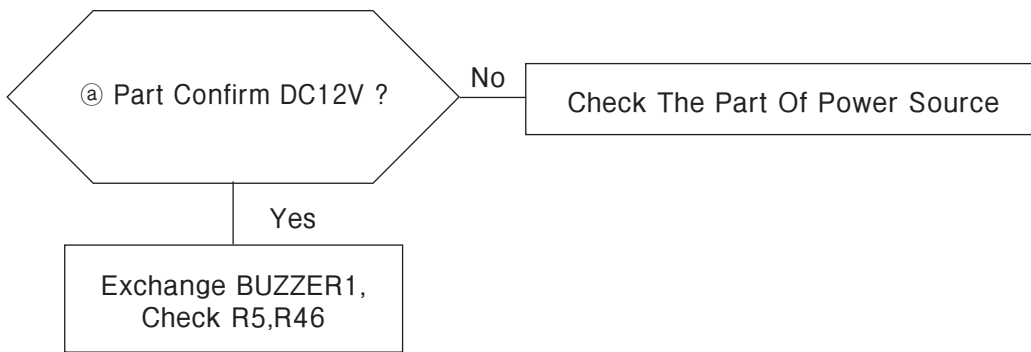 ⓐ Part Confirm DC12V ?
No
Check The Part Of Power Source
Yes
Exchange BUZZER1,
Check R5,R46